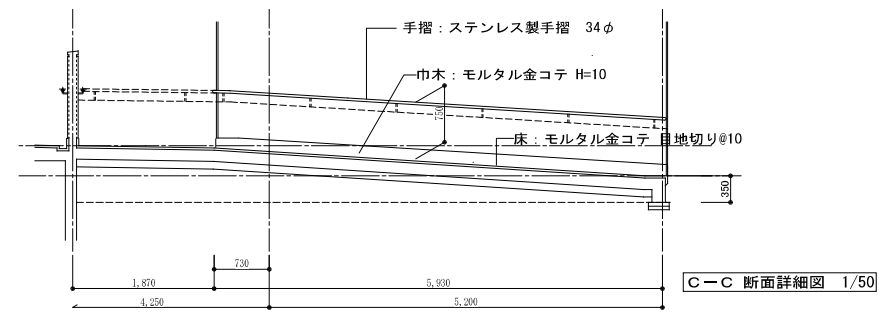 手摺：ステンレス製手摺　34φ
巾木：モルタル金コテ H=10
750
床：モルタル金コテ 目地切り@10
350
730
1,870
5,930
4,250
5,200
C－C 断面詳細図　1/50